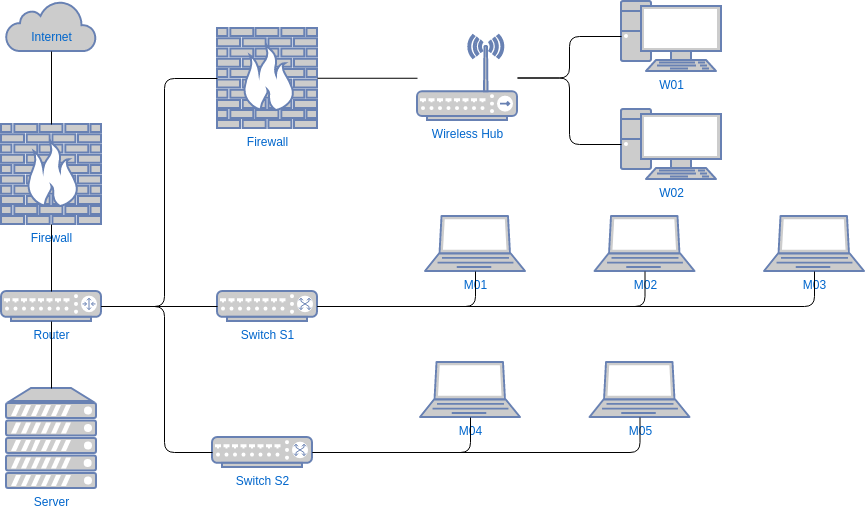 Internet
W01
Firewall
Wireless Hub
W02
Firewall
M01
M02
M03
Router
Switch S1
M04
M05
Switch S2
Server